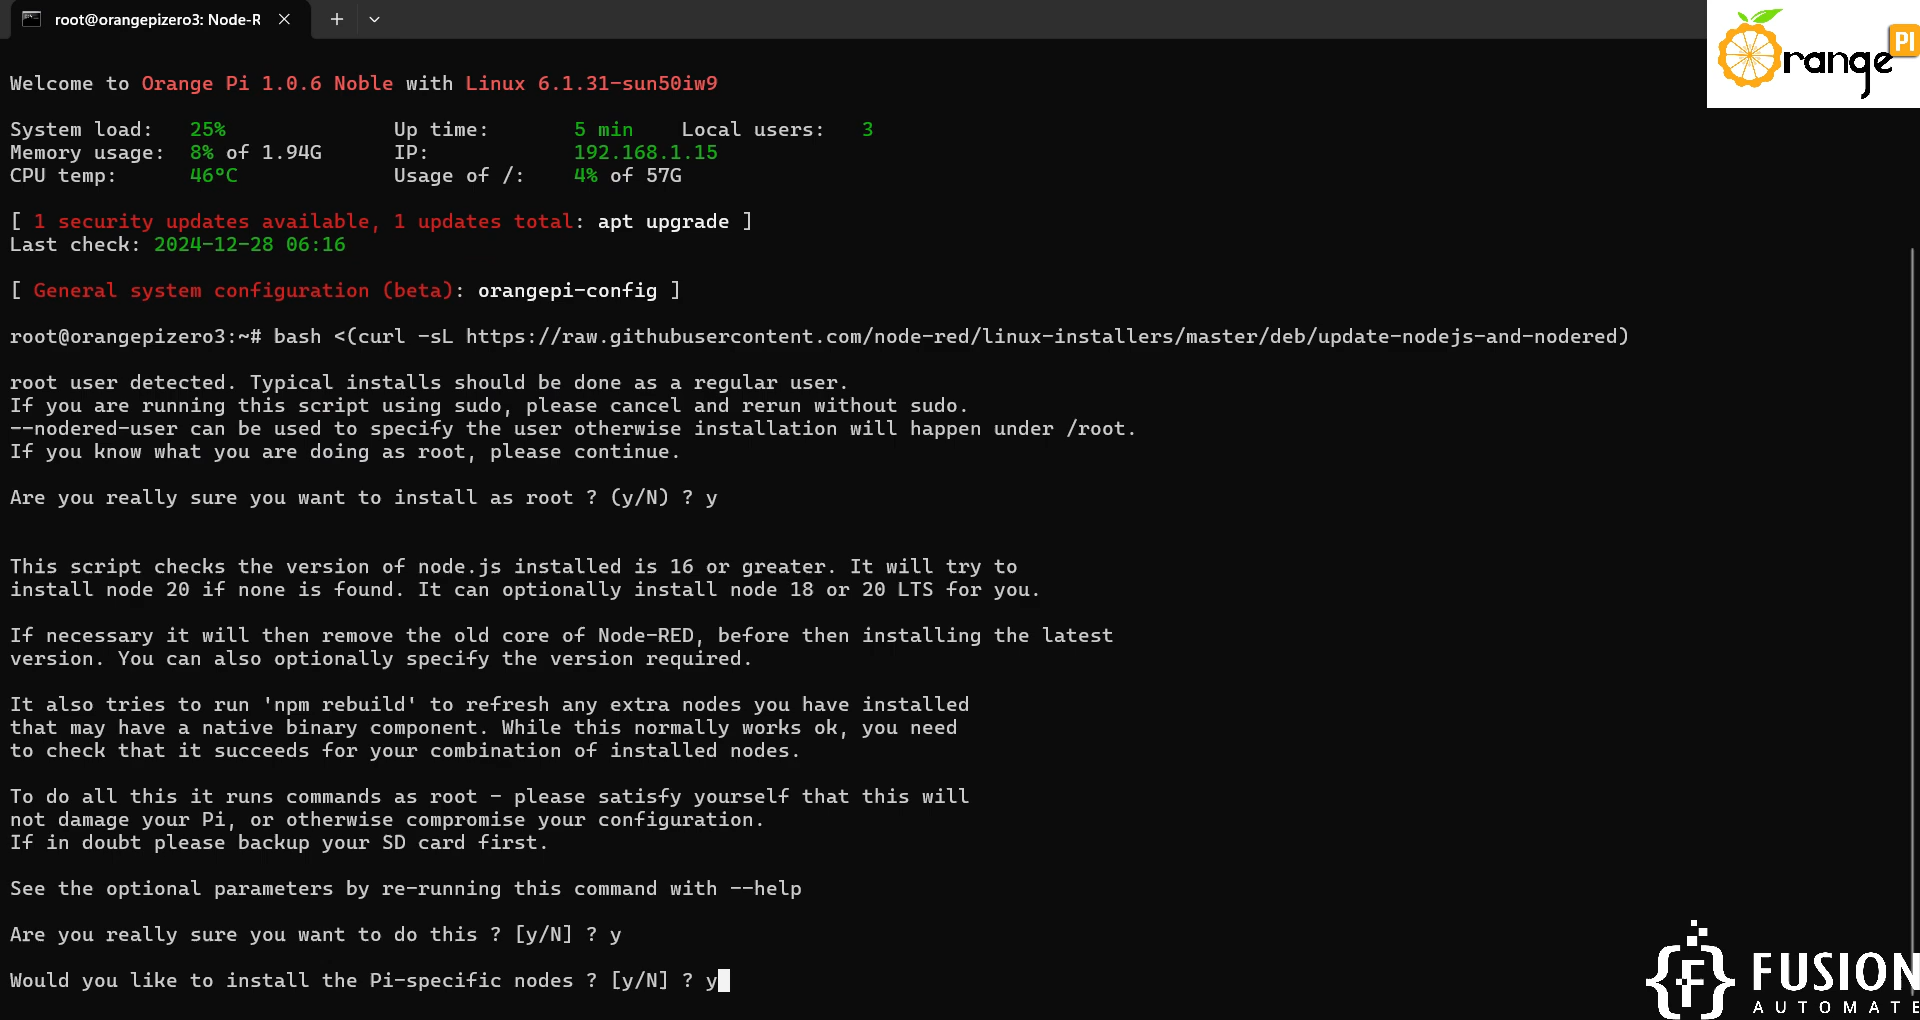 root@orangepizero3: Node-R
Orange PI
Welcome to Orange Pi 1.0.6 Noble with Linux 6.1.31-sun50iw9
System load: 25% Up time: 5 min Local users: 3
Memory usage: 8% of 1.94G IP: 192.168.1.15
CPU temp: 46°C Usage of /: 4% of 57G
[ 1 security updates available, 1 updates total: apt upgrade ]
Last check: 2024-12-28 06:16
[ General system configuration (beta): orangepi-config ]
root@orangepizero3:~# bash <(curl -sL https://raw.githubusercontent.com/node-red/linux-installers/master/deb/update-nodejs-and-nodered)
root user detected. Typical installs should be done as a regular user.
If you are running this script using sudo, please cancel and rerun without sudo.
--nodered-user can be used to specify the user otherwise installation will happen under /root.
If you know what you are doing as root, please continue.
Are you really sure you want to install as root ? (y/N) ? y
This script checks the version of node.js installed is 16 or greater. It will try to
install node 20 if none is found. It can optionally install node 18 or 20 LTS for you.
If necessary it will then remove the old core of Node-RED, before then installing the latest
version. You can also optionally specify the version required.
It also tries to run 'npm rebuild' to refresh any extra nodes you have installed
that may have a native binary component. While this normally works ok, you need
to check that it succeeds for your combination of installed nodes.
To do all this it runs commands as root - please satisfy yourself that this will
not damage your Pi, or otherwise compromise your configuration.
If in doubt please backup your SD card first.
See the optional parameters by re-running this command with --help
Are you really sure you want to do this ? [y/N] ? y
Would you like to install the Pi-specific nodes ? [y/N] ? y
{F} FUSION
AUTOMATE